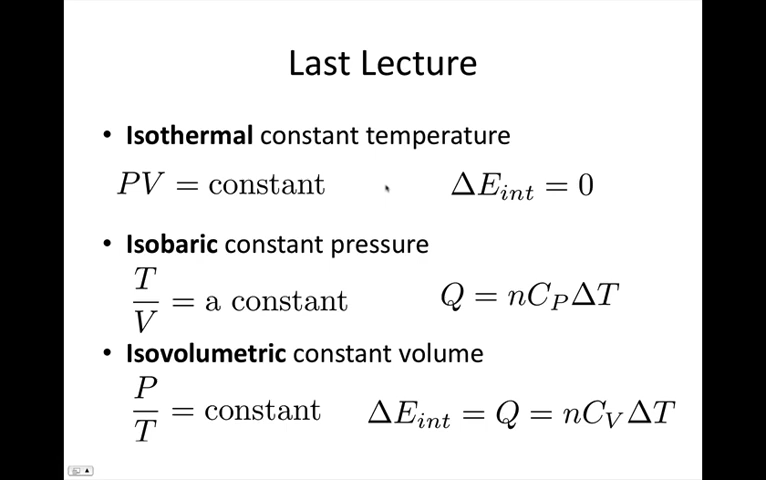 Last Lecture
• Isothermal constant temperature
PV = constant ΔE_int = 0
• Isobaric constant pressure
T/V = a constant Q = nC_PΔT
• Isovolumetric constant volume
P/T = constant ΔE_int = Q = nC_VΔT